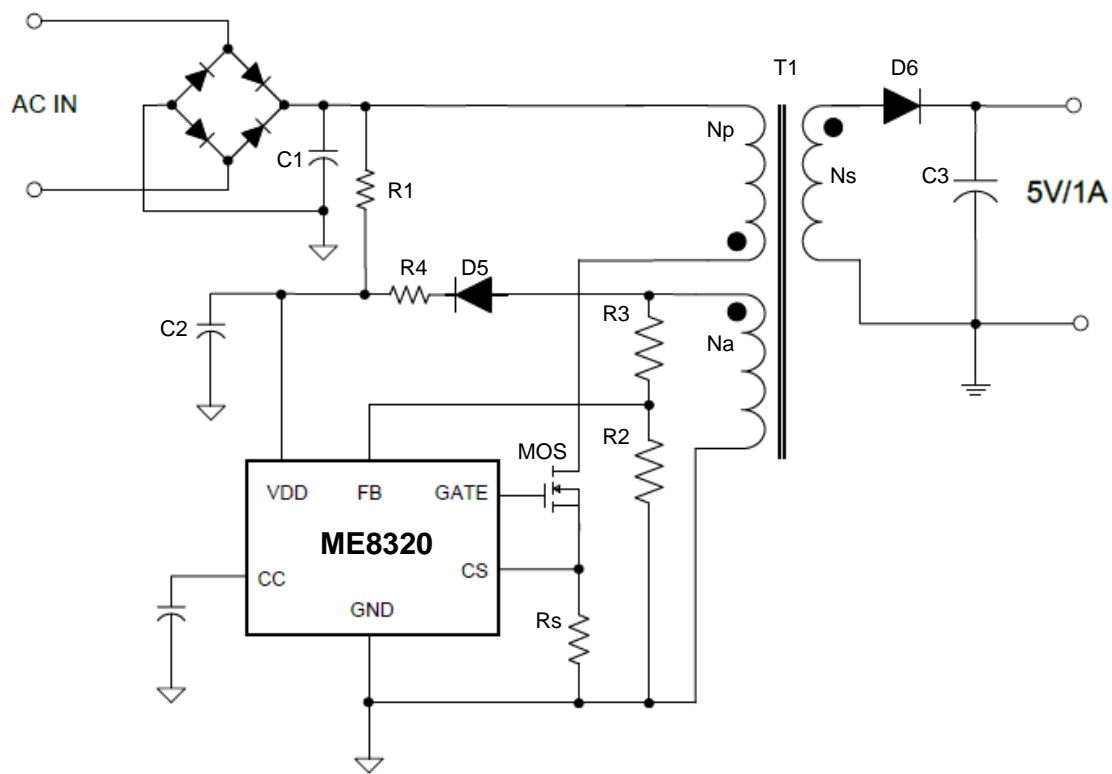 T1
D6
AC IN
Np
C1
R1
Ns
C3
5V/1A
R4
D5
C2
R3
Na
R2
MOS
VDD
FB
GATE
ME8320
CC
CS
GND
Rs